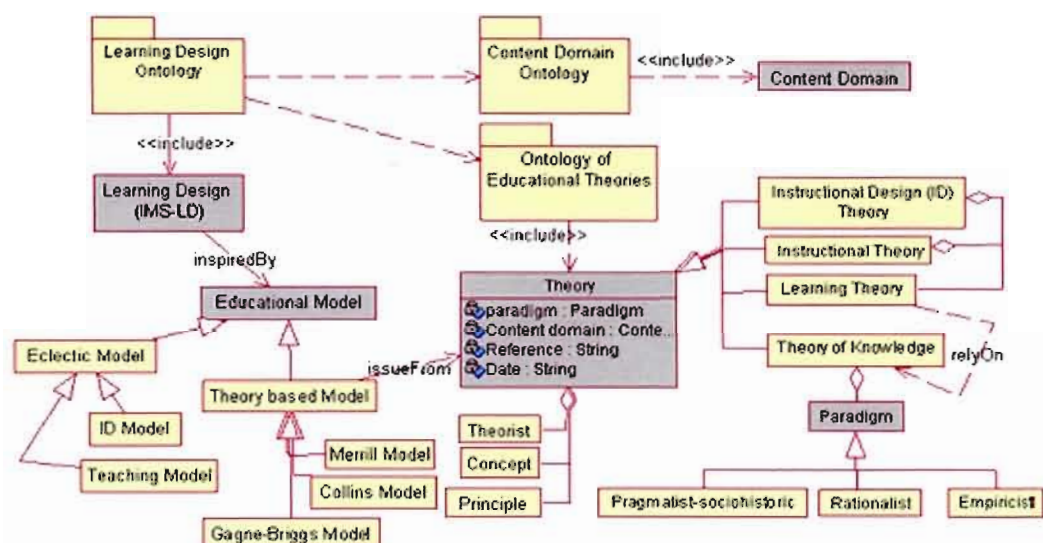 Learning Design
Ontology
Content Domain
Ontology
<<include>>
Content Domain
<<include>>
Ontology of
Educational Theories
Learning Design
(IMS-LD)
<<include>>
Instructional Design (ID)
Theory
Instructional Theory
Learning Theory
Theory of Knowledge
relyOn
inspiredBy
Educational Model
Theory
paradigm : Paradigm
Content domain : Conte...
Reference : String
Date : String
Eclectic Model
issueFrom
Theory based Model
ID Model
Teaching Model
Merrill Model
Collins Model
Gagne-Briggs Model
Theorist
Concept
Principle
Paradigm
Pragmalist-sociohistoric
Rationalist
Empiricist